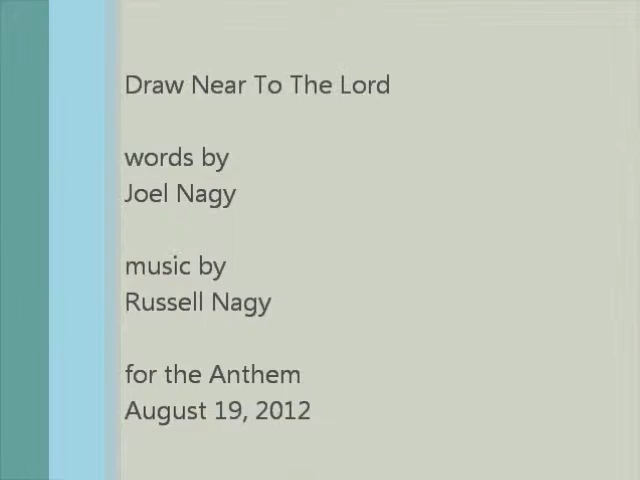 Draw Near To The Lord
words by
Joel Nagy
music by
Russell Nagy
for the Anthem
August 19, 2012